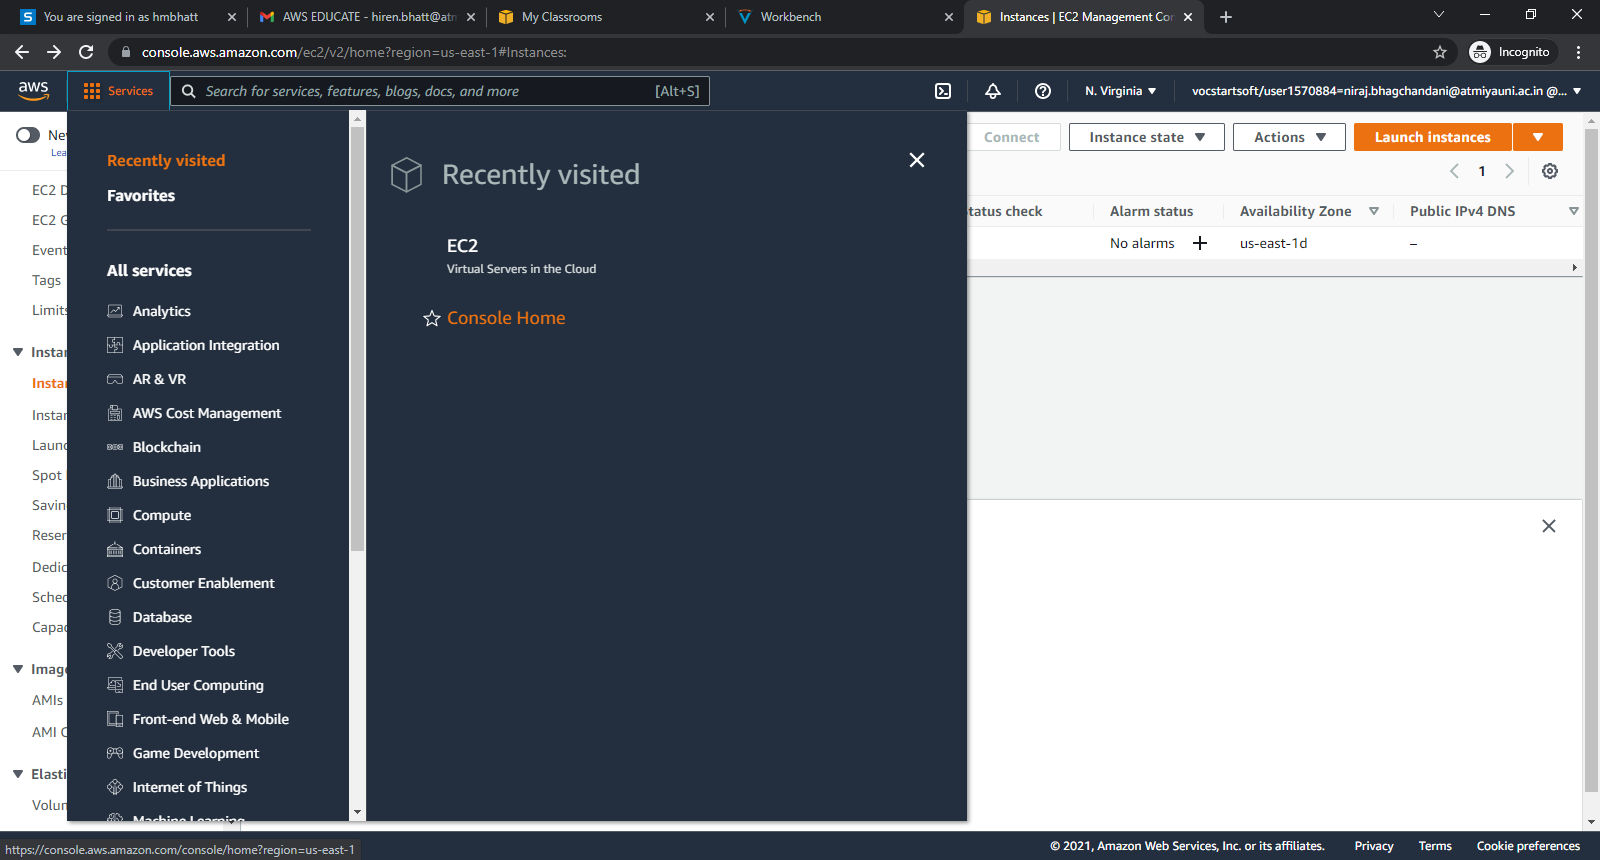 You are signed in as hmbhatt
AWS EDUCATE - hiren.bhatt@atm
My Classrooms
Workbench
Instances | EC2 Management Co
console.aws.amazon.com/ec2/v2/home?region=us-east-1#Instances:
Incognito
aws
Services
Search for services, features, blogs, docs, and more
[Alt+S]
N. Virginia
vocstartsoft/user1570884=niraj.bhagchandani@atmiyauni.ac.in @...
Connect
Instance state
Actions
Launch instances
1
tatus check
Alarm status
Availability Zone
Public IPv4 DNS
No alarms
us-east-1d
–
Ne
Lea
EC2 D
EC2 G
Event
Tags
Limits
Instan
Instan
Instan
Launc
Spot
Savin
Reser
Dedic
Sched
Capac
Image
AMIs
AMI C
Elasti
Volun
Recently visited
Favorites
All services
Analytics
Application Integration
AR & VR
AWS Cost Management
Blockchain
Business Applications
Compute
Containers
Customer Enablement
Database
Developer Tools
End User Computing
Front-end Web & Mobile
Game Development
Internet of Things
Machine Learning
Recently visited
EC2
Virtual Servers in the Cloud
Console Home
https://console.aws.amazon.com/console/home?region=us-east-1
© 2021, Amazon Web Services, Inc. or its affiliates.
Privacy
Terms
Cookie preferences